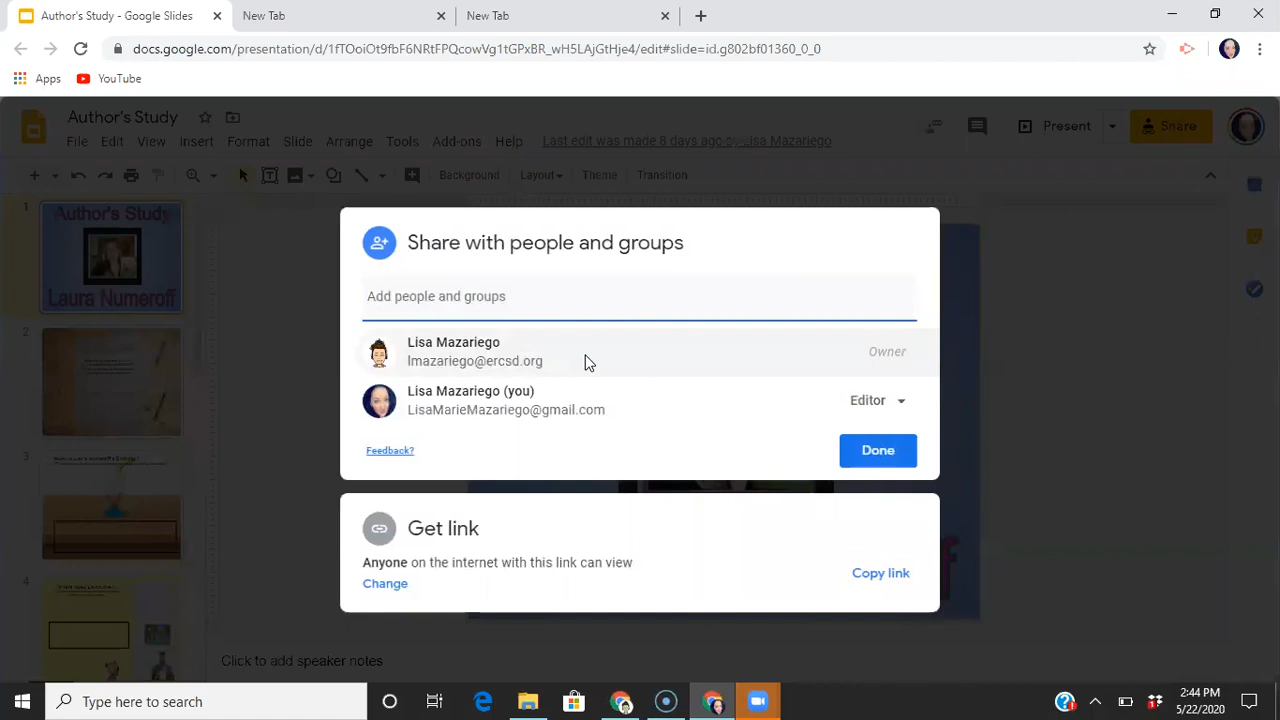 Author's Study - Google Slides
New Tab
New Tab
docs.google.com/presentation/d/1fTOoiOt9fbF6NRtFPQcowVg1tGPxBR_wH5LAjGtHje4/edit#slide=id.g802bf01360_0_0
Apps
YouTube
Author's Study
File Edit View Insert Format Slide Arrange Tools Add-ons Help Last edit was made 8 days ago by Lisa Mazariego
Present
Share
Background Layout Theme Transition
1
Author's Study
Laura Numeroff
2
3
4
Share with people and groups
Add people and groups
Lisa Mazariego
lmazariego@ercsd.org
Owner
Lisa Mazariego (you)
LisaMarieMazariego@gmail.com
Editor
Feedback?
Done
Get link
Anyone on the internet with this link can view
Change
Copy link
Click to add speaker notes
Type here to search
2:44 PM
5/22/2020